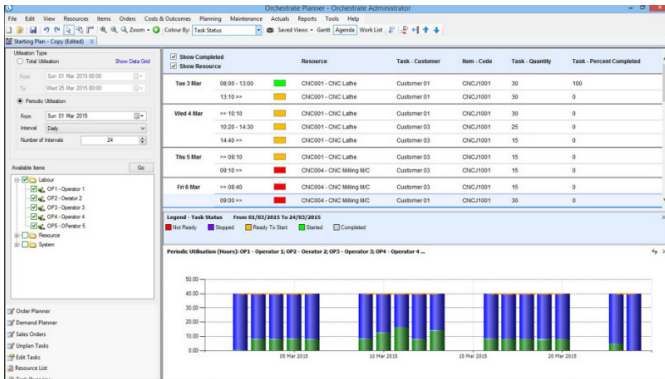 Orchestrate Planner - Orchestrate Administrator
File Edit View Resources Items Orders Costs & Outcomes Planning Maintenance Actuals Reports Tools Help
Zoom Colour By: Task Status Saved Views Gantt Agenda Work List
Starting Plan - Copy (Edited)
Utilisation Type
Total Utilisation Show Data Grid
From Sun 01 Mar 2015 00:00
To Wed 25 Mar 2015 00:00
Periodic Utilisation
From Sun 01 Mar 2015
Interval Daily
Number of Intervals 24
Available Items Go
Labour
OP1 - Operator 1
OP2 - Oerator 2
OP3 - Operator 3
OP4 - Operator 4
OP5 - OPerator 5
Resource
System
Order Planner
Demand Planner
Sales Orders
Unplan Tasks
Edit Tasks
Resource List
Show Completed
Show Resource
Resource Task - Customer Item - Code Task - Quantity Task - Percent Completed
Tue 3 Mar 08:00 - 13:00 CNC001 - CNC Lathe Customer 01 CNCJ1001 30 100
13:10 >> CNC001 - CNC Lathe Customer 01 CNCJ1001 30 0
Wed 4 Mar >> 10:10 CNC001 - CNC Lathe Customer 01 CNCJ1001 30 0
10:20 - 14:30 CNC001 - CNC Lathe Customer 03 CNCJ1001 25 0
14:40 >> CNC001 - CNC Lathe Customer 03 CNCJ1001 15 0
Thu 5 Mar >> 09:10 CNC001 - CNC Lathe Customer 03 CNCJ1001 15 0
09:10 >> CNC004 - CNC Milling M/C Customer 03 CNCJ1001 15 0
Fri 6 Mar >> 08:40 CNC004 - CNC Milling M/C Customer 03 CNCJ1001 15 0
09:00 >> CNC004 - CNC Milling M/C Customer 01 CNCJ1001 30 0
Legend - Task Status From 01/03/2015 To 24/03/2015
Not Ready Stopped Ready To Start Started Completed
Periodic Utilisation (Hours): OP1 - Operator 1; OP2 - Oerator 2; OP3 - Operator 3; OP4 - Operator 4 ...
50.00
40.00
30.00
20.00
10.00
0.00
05 Mar 2015 10 Mar 2015 15 Mar 2015 20 Mar 2015